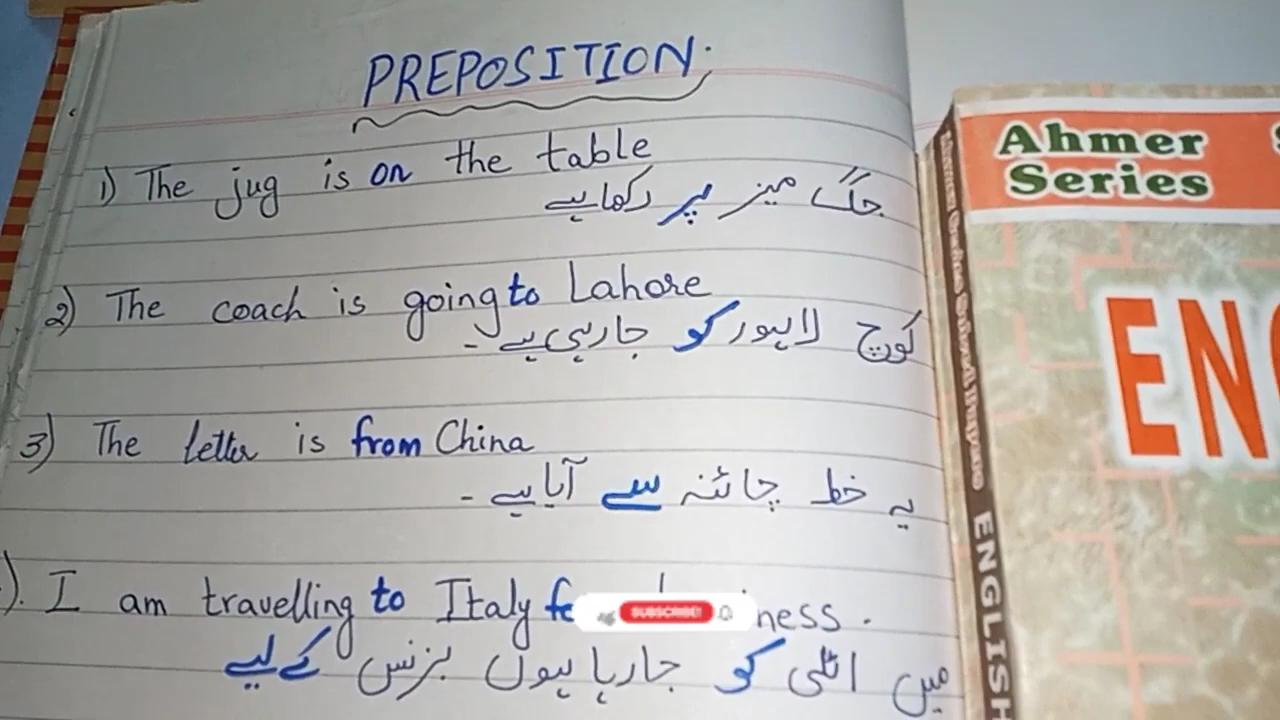 PREPOSITION.
1) The jug is on the table
جگ میز پر رکھا ہے
2) The coach is going to Lahore
کوچ لاہور کو جارہی ہے ۔
3) The letter is from China
یہ خط چائنہ سے آیا ہے ۔
). I am travelling to Italy
SUBSCRIBE!
میں اٹلی کو جارہا ہوں بزنس کے لیے
Ahmer
Series
EN
ENGLISH